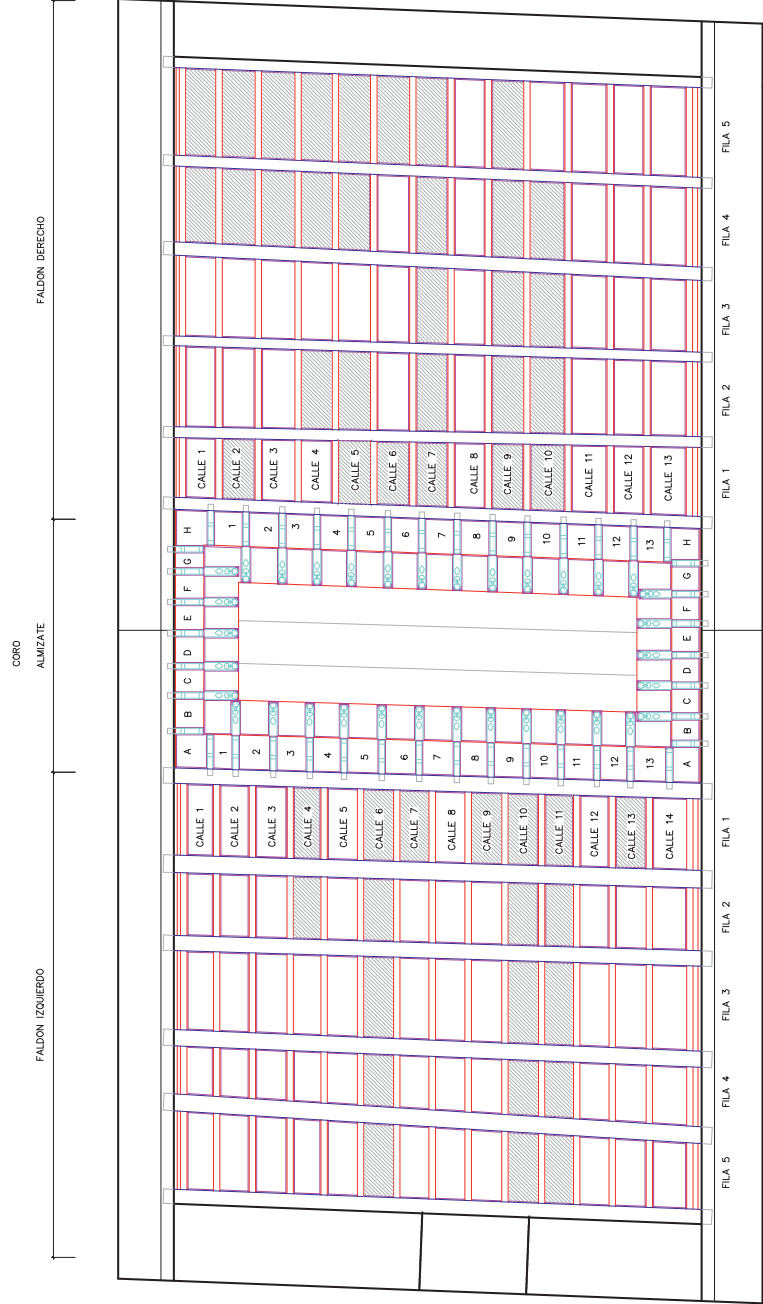 CORO
FALDON IZQUIERDO
ALMIZATE
FALDON DERECHO
CALLE 1
CALLE 2
CALLE 3
CALLE 4
CALLE 5
CALLE 6
CALLE 7
CALLE 8
CALLE 9
CALLE 10
CALLE 11
CALLE 12
CALLE 13
CALLE 14
A B C D E F G H
1
2
3
4
5
6
7
8
9
10
11
12
13
1
2
3
4
5
6
7
8
9
10
11
12
13
A B C D E F G H
CALLE 1
CALLE 2
CALLE 3
CALLE 4
CALLE 5
CALLE 6
CALLE 7
CALLE 8
CALLE 9
CALLE 10
CALLE 11
CALLE 12
CALLE 13
FILA 5
FILA 4
FILA 3
FILA 2
FILA 1
FILA 1
FILA 2
FILA 3
FILA 4
FILA 5